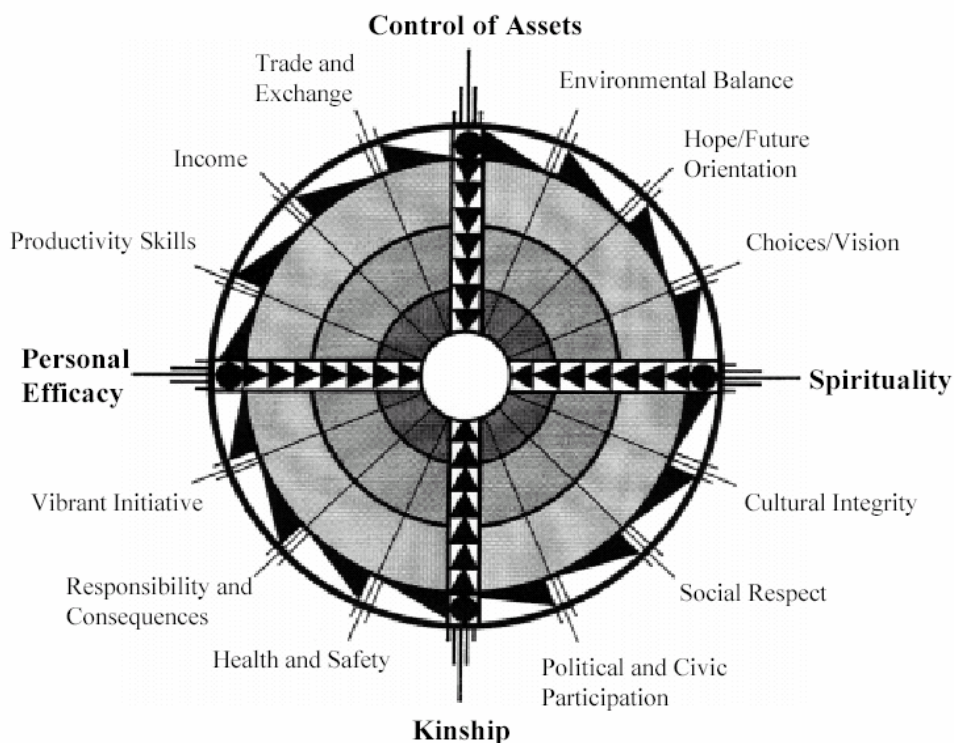 Control of Assets
Trade and
Exchange
Environmental Balance
Income
Hope/Future
Orientation
Productivity Skills
Choices/Vision
Personal
Efficacy
Spirituality
Vibrant Initiative
Cultural Integrity
Responsibility and
Consequences
Social Respect
Health and Safety
Political and Civic
Participation
Kinship